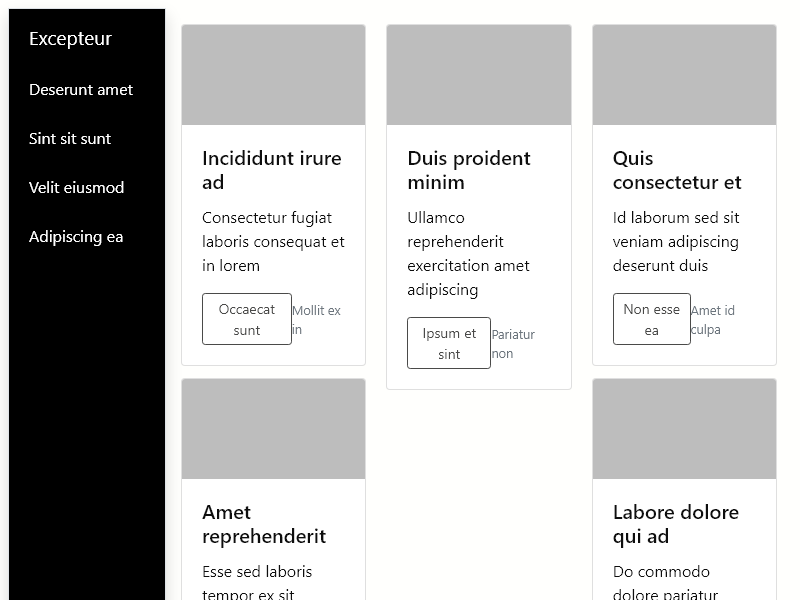 Excepteur
Deserunt amet
Sint sit sunt
Velit eiusmod
Adipiscing ea
Incididunt irure
ad
Consectetur fugiat
laboris consequat et
in lorem
Occaecat
sunt
Mollit ex
in
Duis proident
minim
Ullamco
reprehenderit
exercitation amet
adipiscing
Ipsum et
sint
Pariatur
non
Quis
consectetur et
Id laborum sed sit
veniam adipiscing
deserunt duis
Non esse
ea
Amet id
culpa
Amet
reprehenderit
Esse sed laboris
tempor ex sit
Labore dolore
qui ad
Do commodo
dolore pariatur